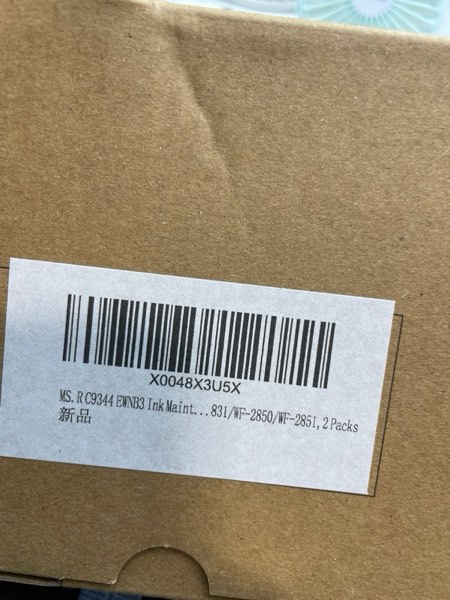 X0048X3U5X
MS. R C9344 EWNB3 Ink Maint... 831/WF-2850/WF-2851, 2 Packs
新品